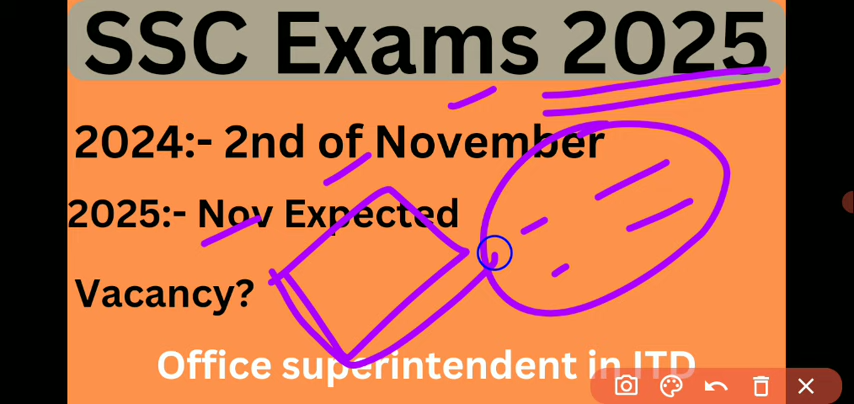 SSC Exams 2025
2024:- 2nd of November
2025:- Nov Expected
Vacancy?
Office superintendent in ITD